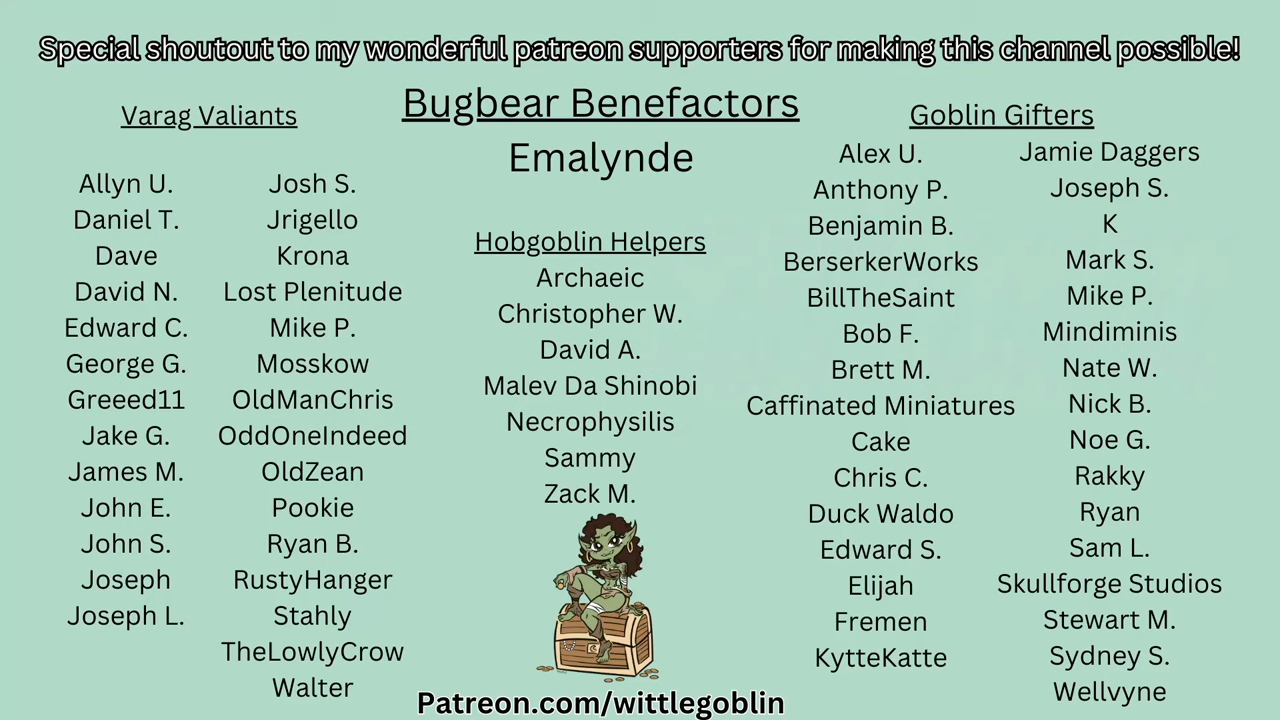 Special shoutout to my wonderful patreon supporters for making this channel possible!
Varag Valiants
Allyn U.
Daniel T.
Dave
David N.
Edward C.
George G.
Greeed11
Jake G.
James M.
John E.
John S.
Joseph
Joseph L.
Josh S.
Jrigello
Krona
Lost Plenitude
Mike P.
Mosskow
OldManChris
OddOneIndeed
OldZean
Pookie
Ryan B.
RustyHanger
Stahly
TheLowlyCrow
Walter
Bugbear Benefactors
Emalynde
Hobgoblin Helpers
Archaeic
Christopher W.
David A.
Malev Da Shinobi
Necrophysilis
Sammy
Zack M.
Goblin Gifters
Alex U.
Anthony P.
Benjamin B.
BerserkerWorks
BillTheSaint
Bob F.
Brett M.
Caffinated Miniatures
Cake
Chris C.
Duck Waldo
Edward S.
Elijah
Fremen
KytteKatte
Jamie Daggers
Joseph S.
K
Mark S.
Mike P.
Mindiminis
Nate W.
Nick B.
Noe G.
Rakky
Ryan
Sam L.
Skullforge Studios
Stewart M.
Sydney S.
Wellvyne
Patreon.com/wittlegoblin